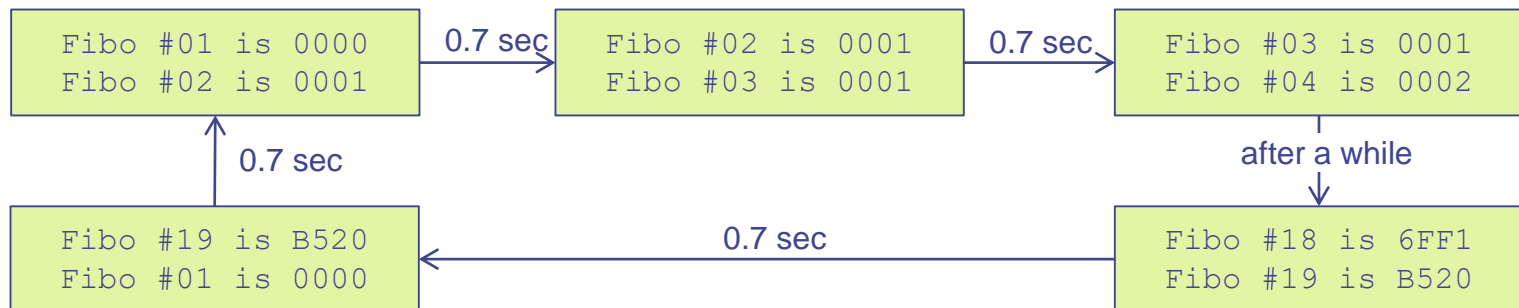 Fibo #01 is 0000
Fibo #02 is 0001
0.7 sec
Fibo #02 is 0001
Fibo #03 is 0001
0.7 sec
Fibo #03 is 0001
Fibo #04 is 0002
after a while
Fibo #18 is 6FF1
Fibo #19 is B520
0.7 sec
Fibo #19 is B520
Fibo #01 is 0000
0.7 sec